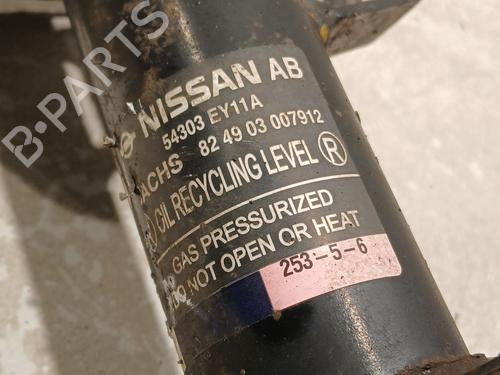 NISSAN AB
54303 EY11A
ACHS 82 49 03 007912
OIL RECYCLING LEVEL R
GAS PRESSURIZED
DO NOT OPEN OR HEAT
253-5-6